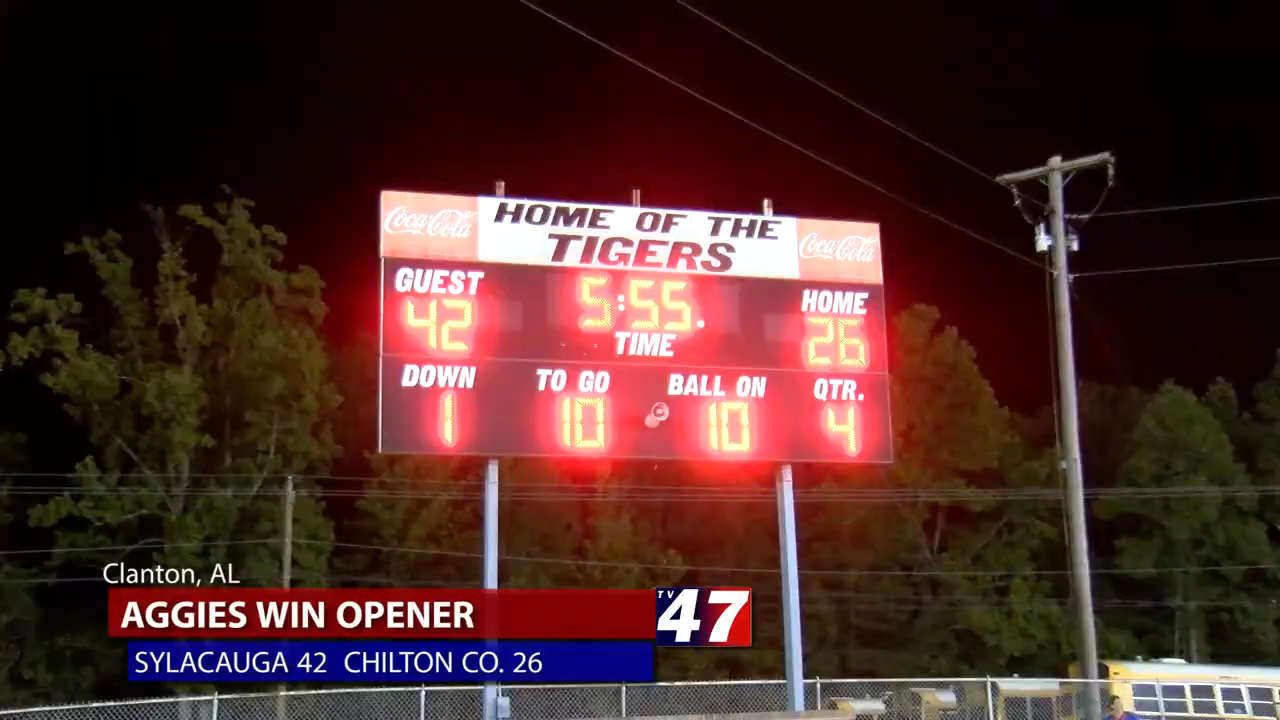 HOME OF THE
TIGERS
Coca-Cola
Coca-Cola
GUEST
42
5:55.
TIME
HOME
26
DOWN
1
TO GO
10
BALL ON
10
QTR.
4
Clanton, AL
AGGIES WIN OPENER
TV 47
SYLACAUGA 42 CHILTON CO. 26